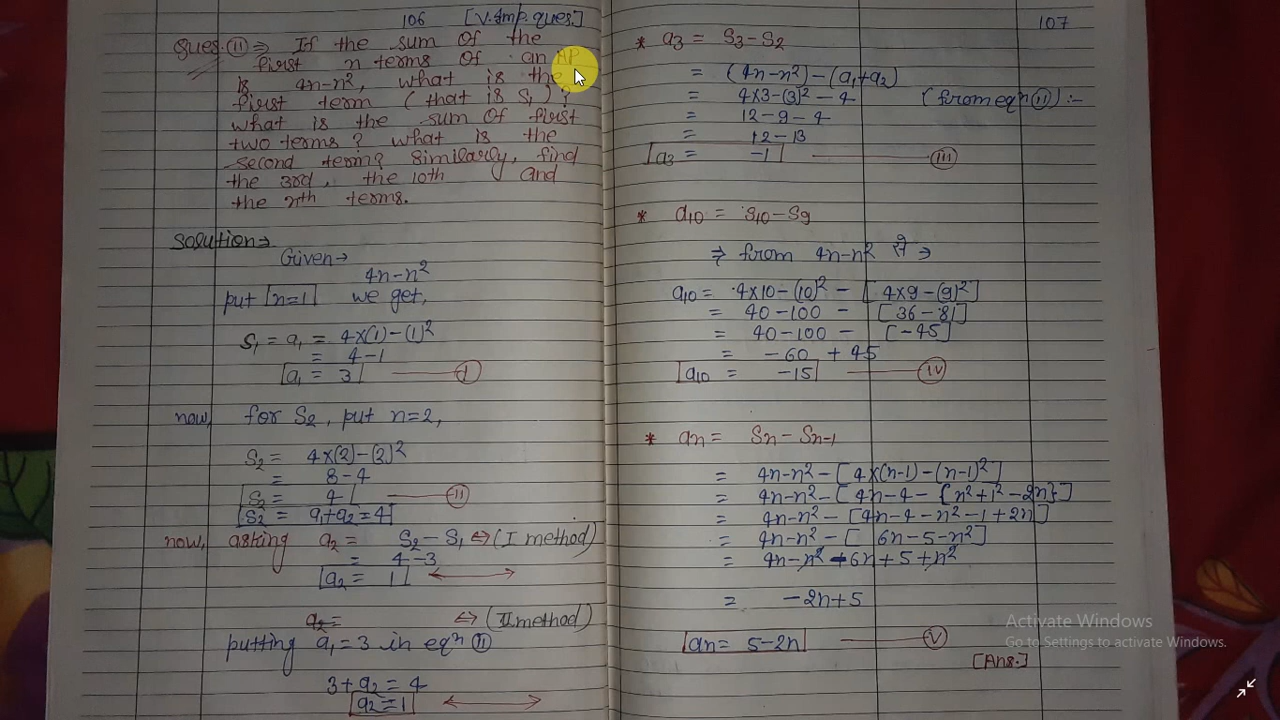 106 [V.Imp. ques.]
Ques. 11 ⇒ If the sum of the
first n terms of an AP
is 4n-n², what is the
first term (that is S₁)?
what is the sum of first
two terms? what is the
second term? Similarly, find
the 3rd, the 10th and
the nth terms.
Solution→
Given→
4n-n²
put [n=1] we get,
S₁ = a₁ = 4×(1)-(1)²
= 4-1
a₁ = 3 ——— I
now, for S₂, put n=2,
S₂ = 4×(2)-(2)²
= 8-4
S₂ = 4 ——— II
S₂ = a₁+a₂ = 4
now, asking a₂ = S₂-S₁ ⇔ (I method)
= 4-3
a₂ = 1 ⟷
a₂= ⇔ (II method)
putting a₁=3 in eqⁿ II
3+a₂ = 4
a₂=1 ⟷
107
* a₃ = S₃-S₂
= (4n-n²)-(a₁+a₂)
= 4×3-(3)²-4 (from eqⁿ II) :-
= 12-9-4
= 12-13
a₃ = -1 ——— III
* a₁₀ = S₁₀-S₉
⇒ from 4n-n² से ⇒
a₁₀ = 4×10-(10)² - [4×9-(9)²]
= 40-100 - [36-81]
= 40-100 - [-45]
= -60 + 45
a₁₀ = -15 ——— IV
* an = Sn-Sn-1
= 4n-n²-[4×(n-1)-(n-1)²]
= 4n-n²-[4n-4-{n²+1²-2n}]
= 4n-n²-[4n-4-n²-1+2n]
= 4n-n²-[6n-5-n²]
= 4n-n²-6n+5+n²
= -2n+5
an = 5-2n ——— V
[Ans.]
Activate Windows
Go to Settings to activate Windows.